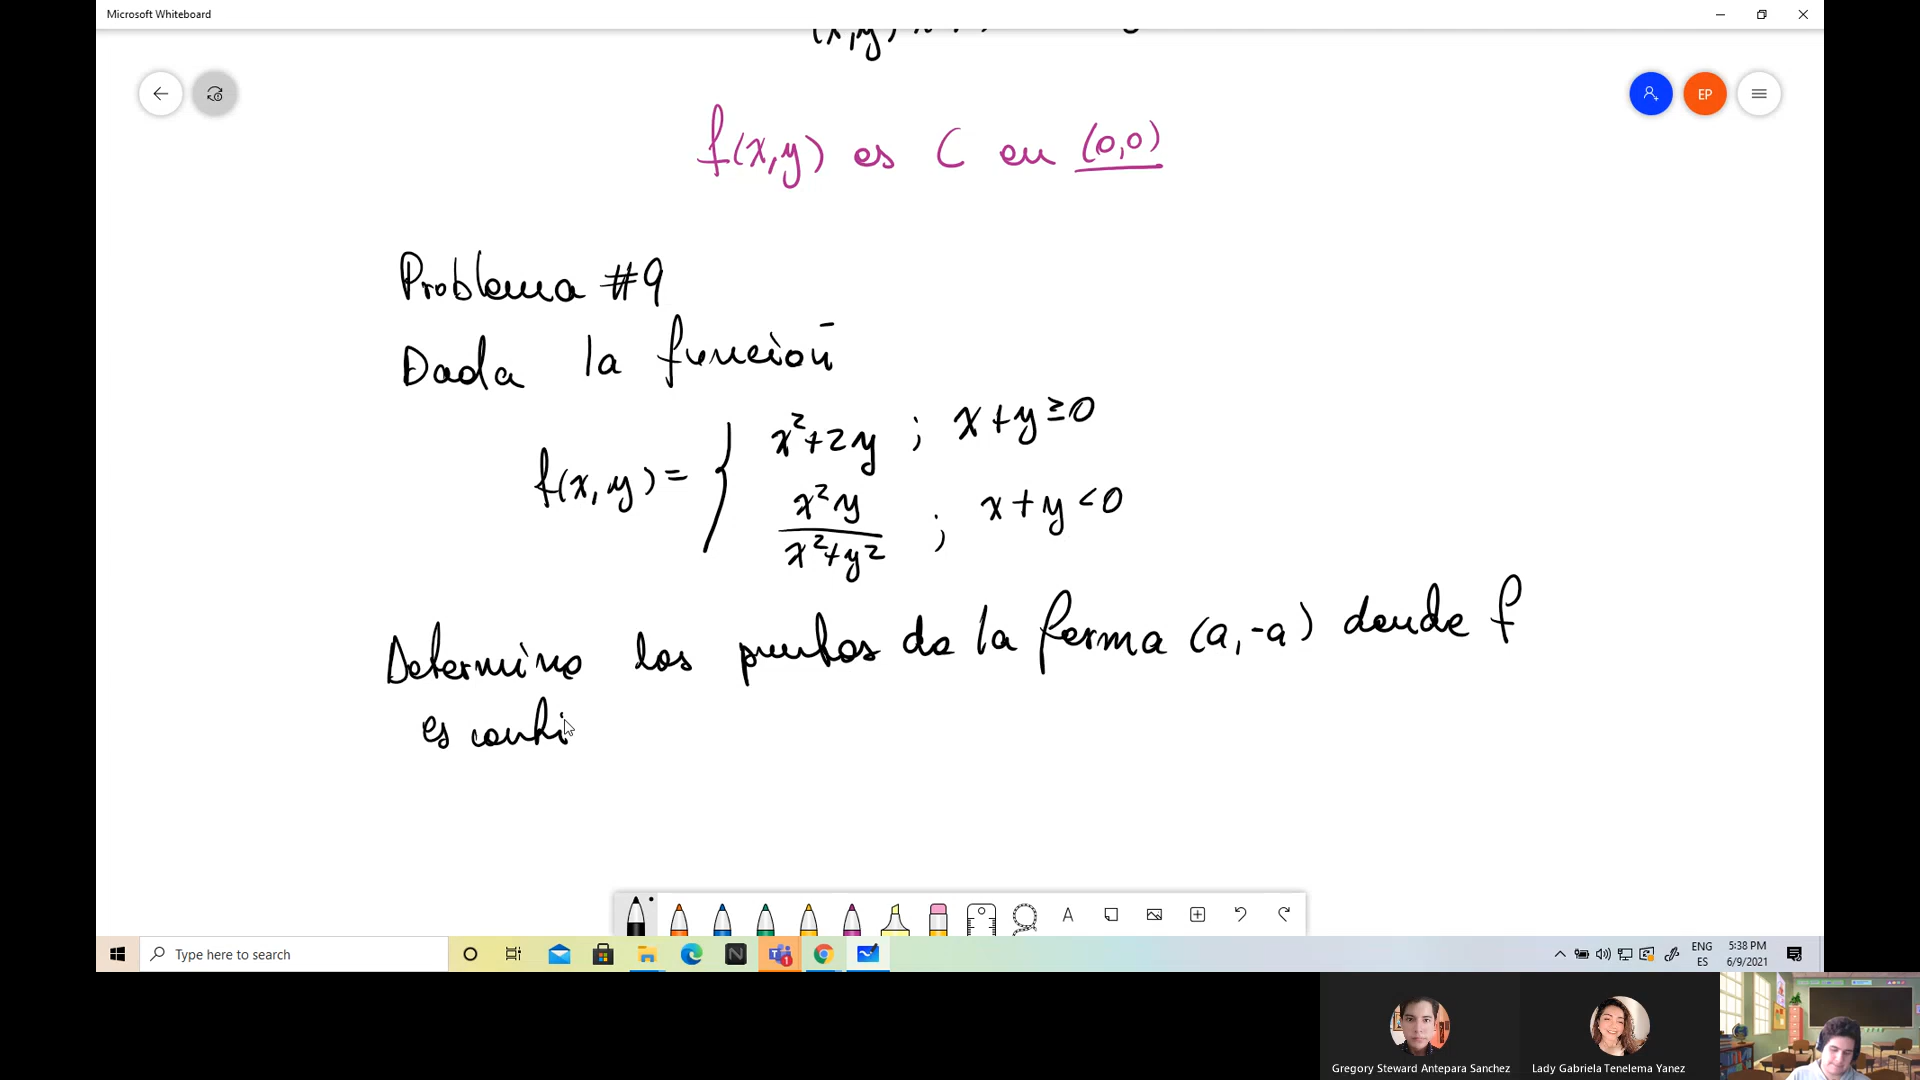 Microsoft Whiteboard
EP
f(x,y) es C en (0,0)
Problema #9
Dada la función
f(x,y) = { x²+2y ; x+y≥0
x²y / x²+y² ; x+y<0
Determine los puntos de la forma (a,-a) donde f
es conti
A
Type here to search
N
1
ENG
ES
5:38 PM
6/9/2021
Gregory Steward Antepara Sanchez
Lady Gabriela Tenelema Yanez